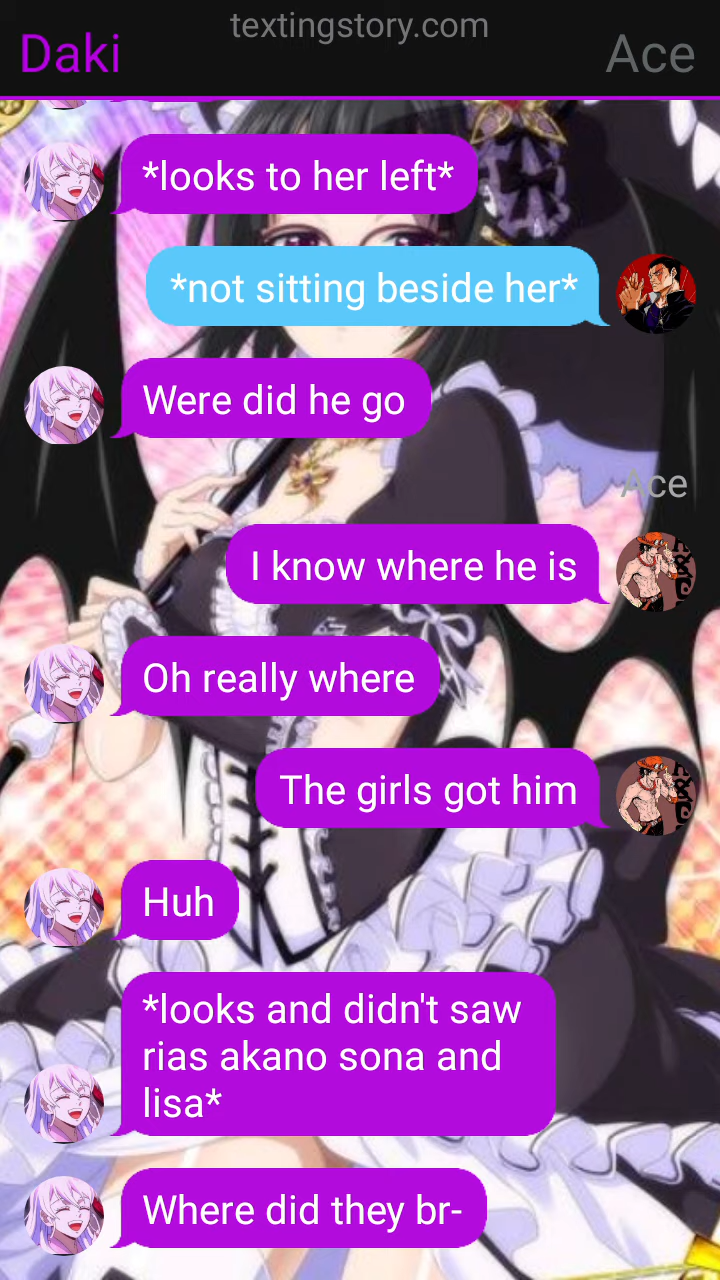 textingstory.com
Daki
Ace
*looks to her left*
*not sitting beside her*
Were did he go
Ace
I know where he is
Oh really where
The girls got him
Huh
*looks and didn't saw
rias akano sona and
lisa*
Where did they br-